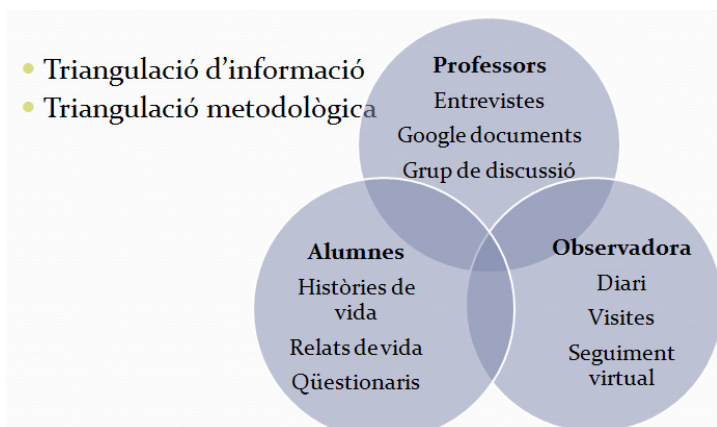 Triangulació d'informació
Triangulació metodològica
Professors
Entrevistes
Google documents
Grup de discussió
Alumnes
Històries de
vida
Relats de vida
Qüestionaris
Observadora
Diari
Visites
Seguiment
virtual